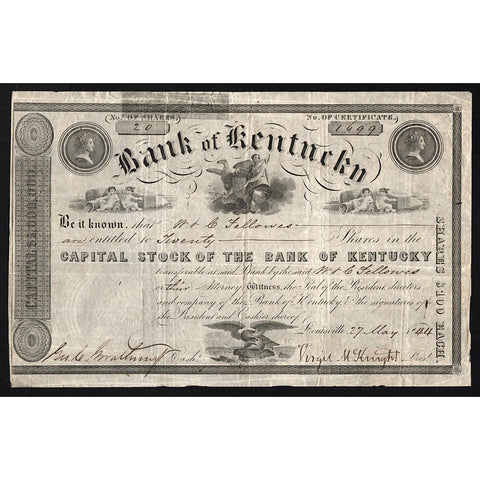 No. OF SHARES.
20
No. OF CERTIFICATE.
1699
Bank of Kentucky
Be it known, that W & C Fellowes
are entitled to Twenty Shares in the
CAPITAL STOCK OF THE BANK OF KENTUCKY
transferable at said Bank by the said W & C Fellowes
or Their Attorney Witness, the Seal of the President, directors
and company of the Bank of Kentucky & the signatures of
the President and Cashier thereof
Louisville, 27 May 1844
Cash.
Virgil McKnight Prest.
CAPITAL $5,000,000
SHARES $100 EACH.